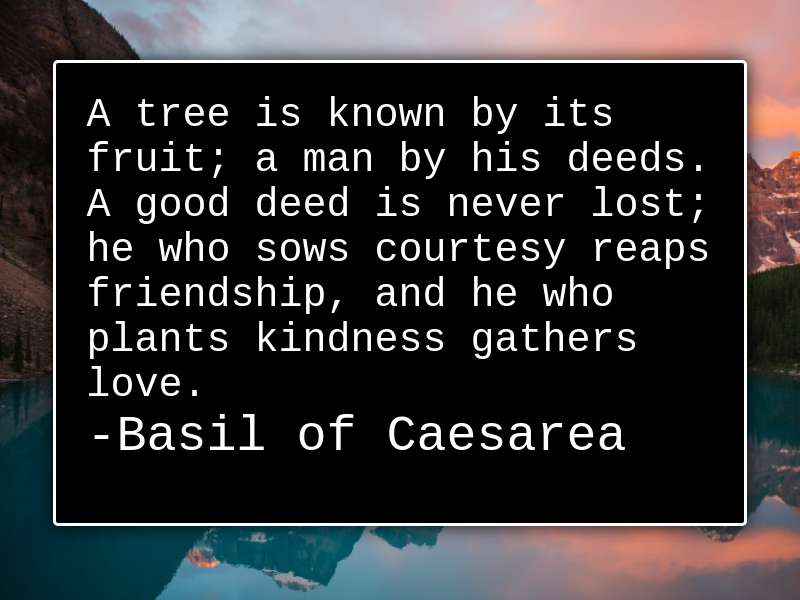 A tree is known by its
fruit; a man by his deeds.
A good deed is never lost;
he who sows courtesy reaps
friendship, and he who
plants kindness gathers
love.
-Basil of Caesarea